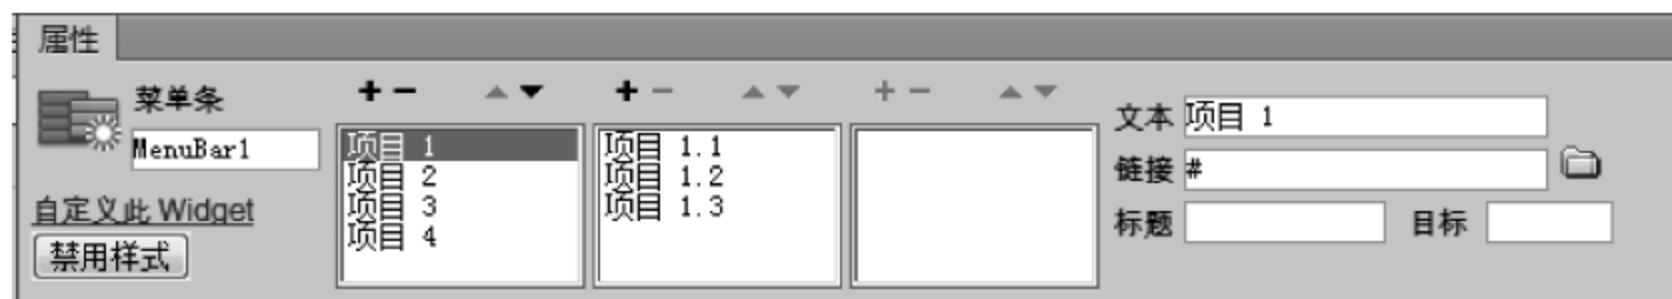 属性
菜单条
MenuBar1
自定义此 Widget
禁用样式
项目 1
项目 2
项目 3
项目 4
项目 1.1
项目 1.2
项目 1.3
文本 项目 1
链接 #
标题 目标